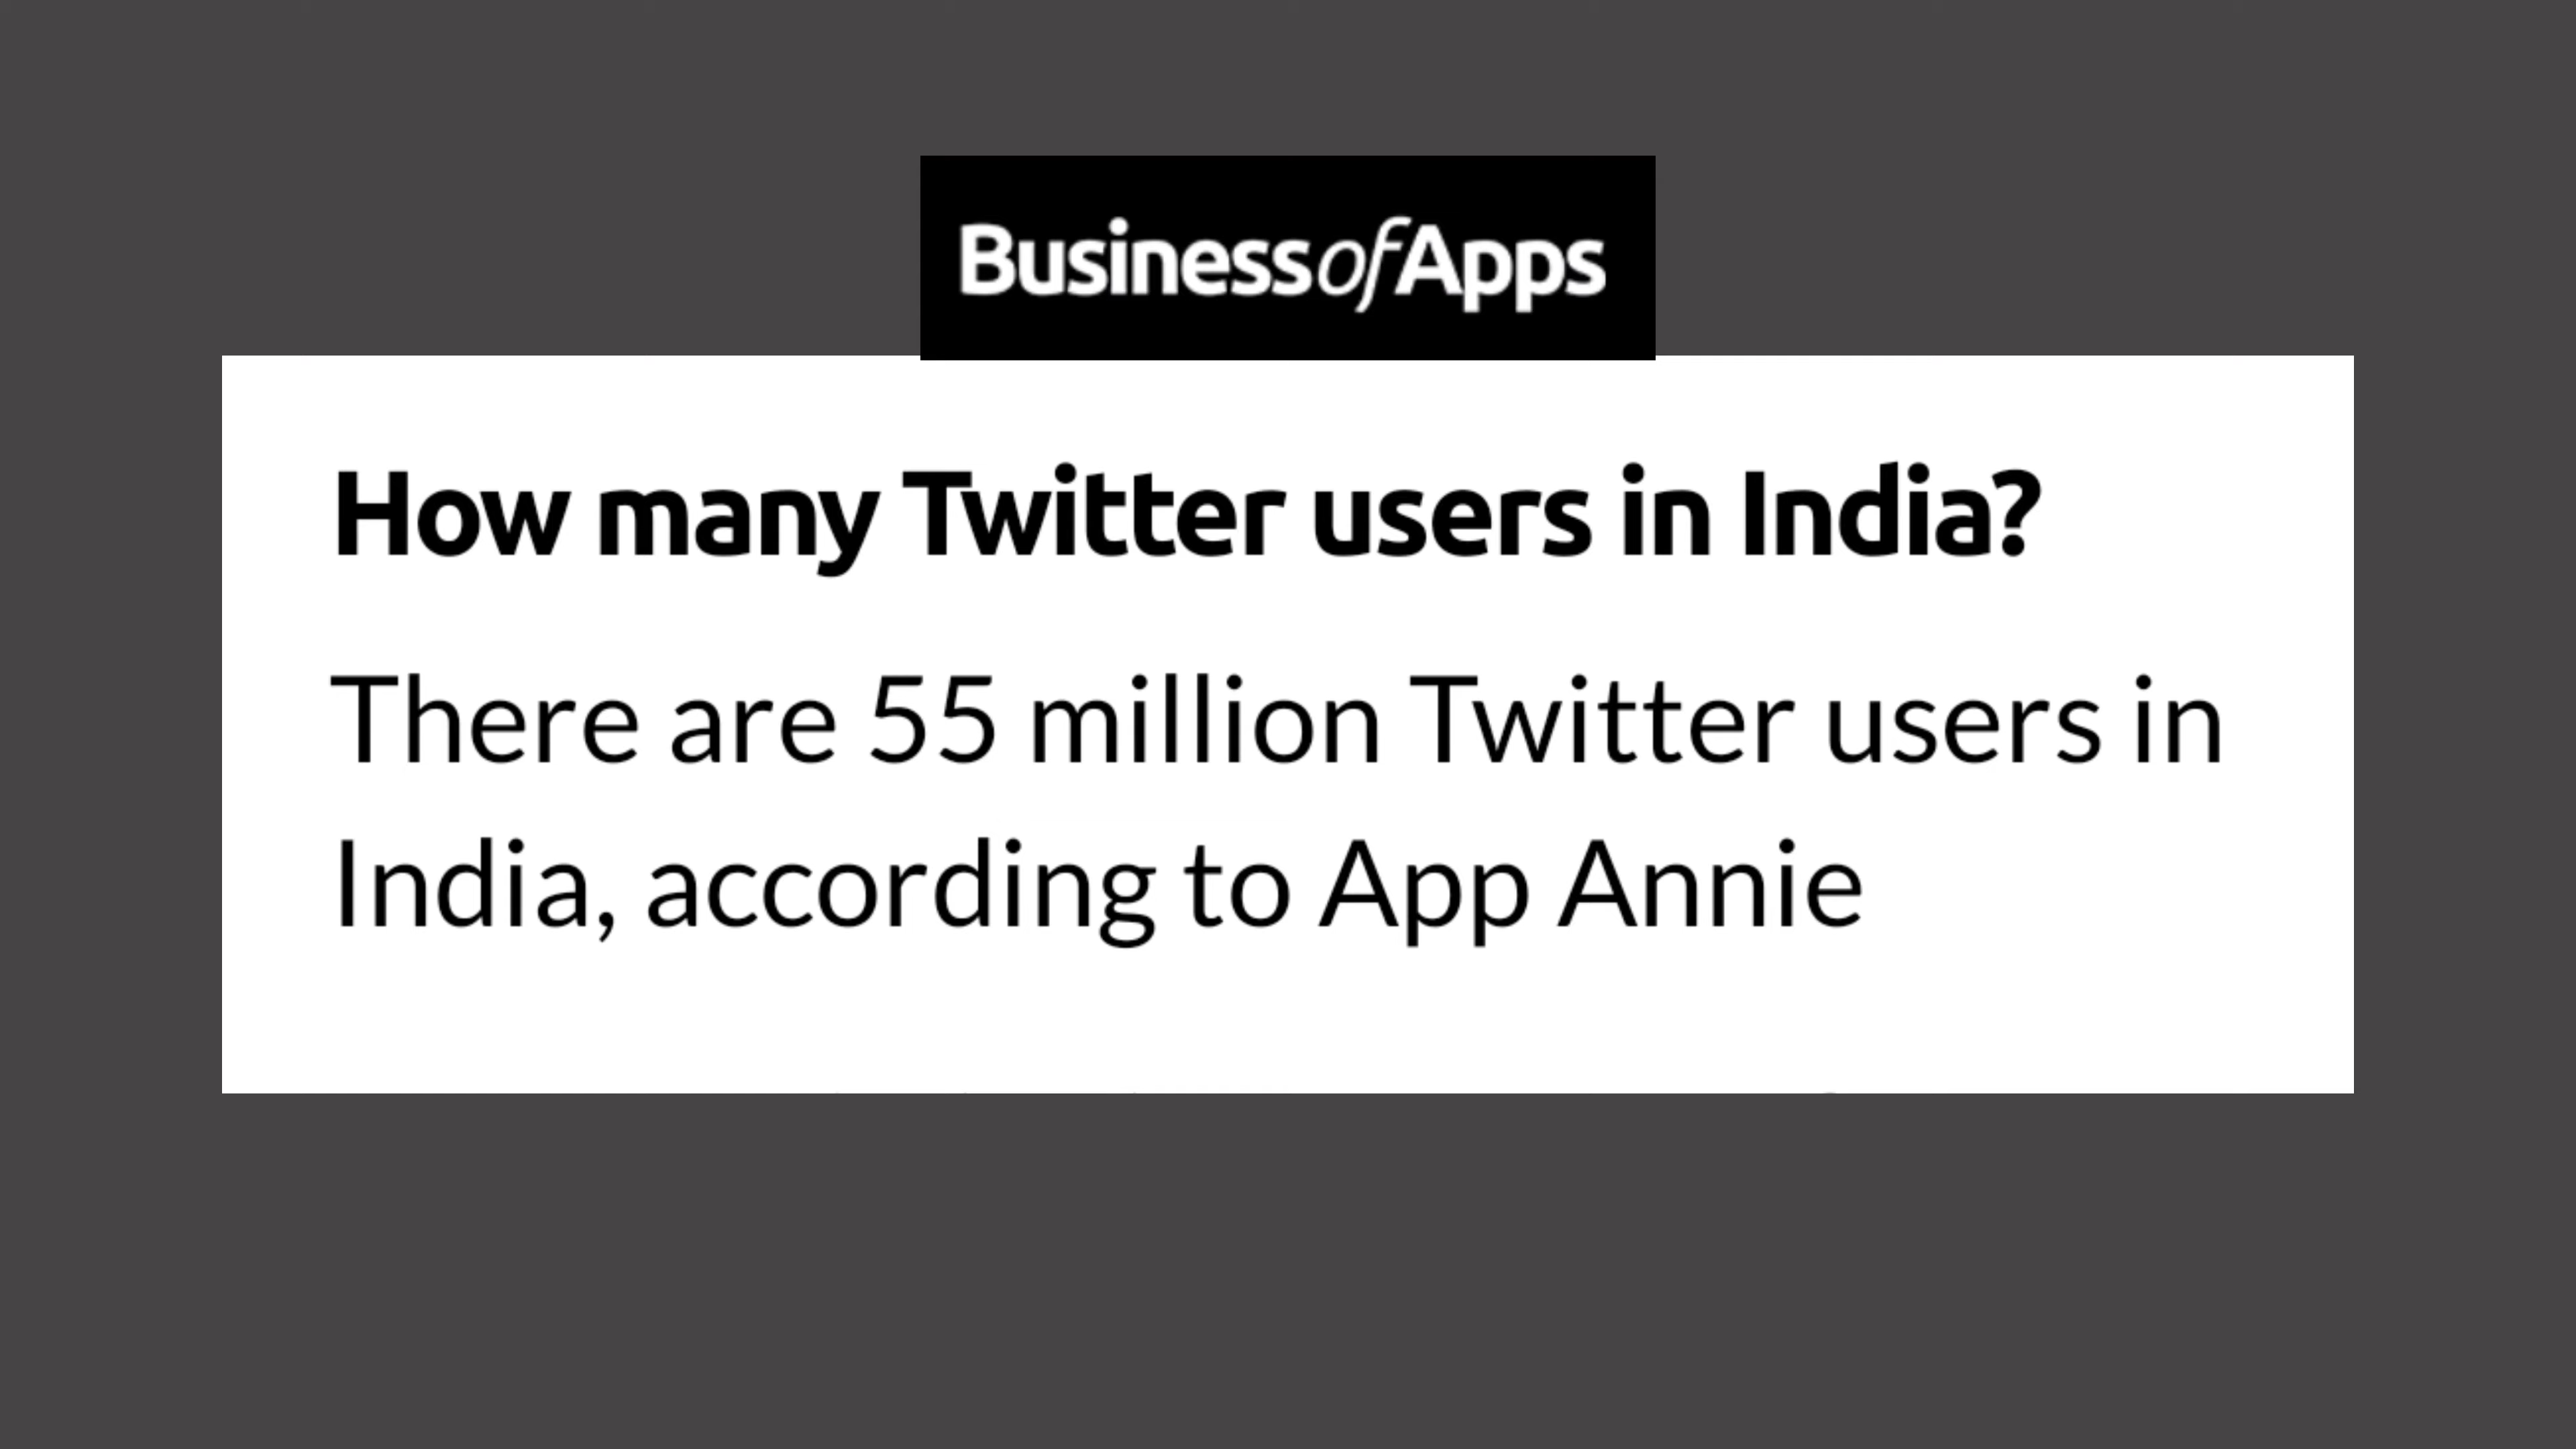 BusinessofApps
How many Twitter users in India?
There are 55 million Twitter users in
India, according to App Annie